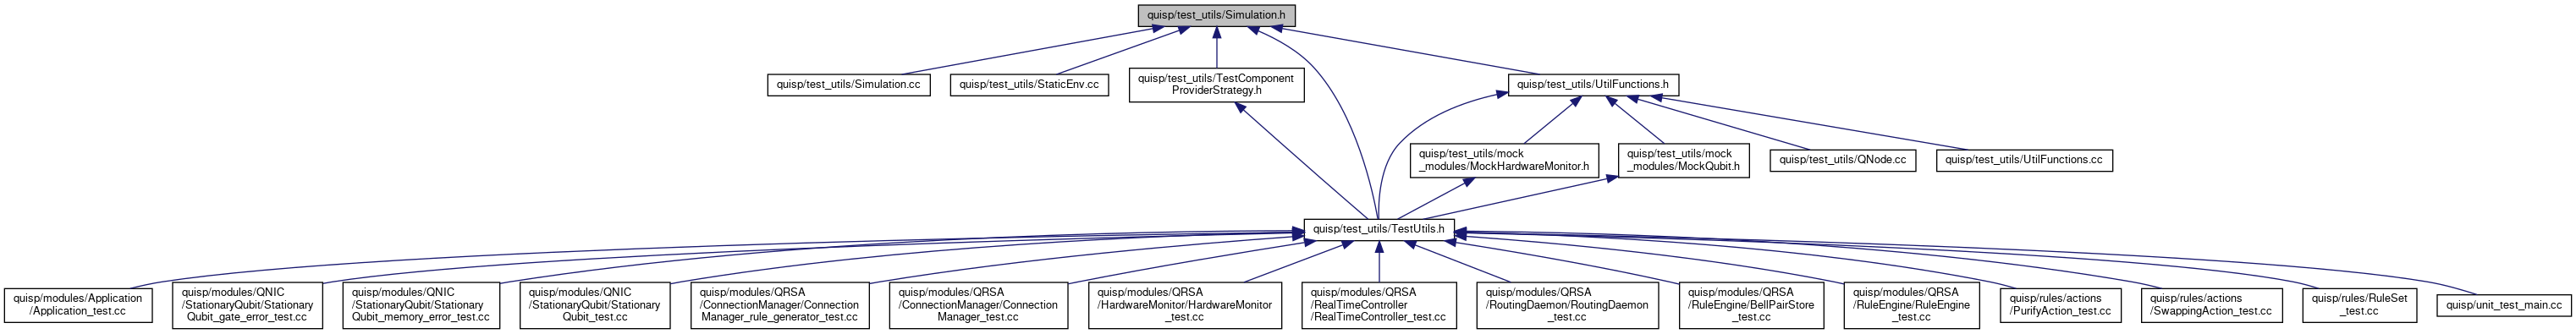 quisp/test_utils/Simulation.h
quisp/test_utils/Simulation.cc
quisp/test_utils/StaticEnv.cc
quisp/test_utils/TestComponent
ProviderStrategy.h
quisp/test_utils/UtilFunctions.h
quisp/test_utils/mock
_modules/MockHardwareMonitor.h
quisp/test_utils/mock
_modules/MockQubit.h
quisp/test_utils/QNode.cc
quisp/test_utils/UtilFunctions.cc
quisp/test_utils/TestUtils.h
quisp/modules/Application
/Application_test.cc
quisp/modules/QNIC
/StationaryQubit/Stationary
Qubit_gate_error_test.cc
quisp/modules/QNIC
/StationaryQubit/Stationary
Qubit_memory_error_test.cc
quisp/modules/QNIC
/StationaryQubit/Stationary
Qubit_test.cc
quisp/modules/QRSA
/ConnectionManager/Connection
Manager_rule_generator_test.cc
quisp/modules/QRSA
/ConnectionManager/Connection
Manager_test.cc
quisp/modules/QRSA
/HardwareMonitor/HardwareMonitor
_test.cc
quisp/modules/QRSA
/RealTimeController
/RealTimeController_test.cc
quisp/modules/QRSA
/RoutingDaemon/RoutingDaemon
_test.cc
quisp/modules/QRSA
/RuleEngine/BellPairStore
_test.cc
quisp/modules/QRSA
/RuleEngine/RuleEngine
_test.cc
quisp/rules/actions
/PurifyAction_test.cc
quisp/rules/actions
/SwappingAction_test.cc
quisp/rules/RuleSet
_test.cc
quisp/unit_test_main.cc